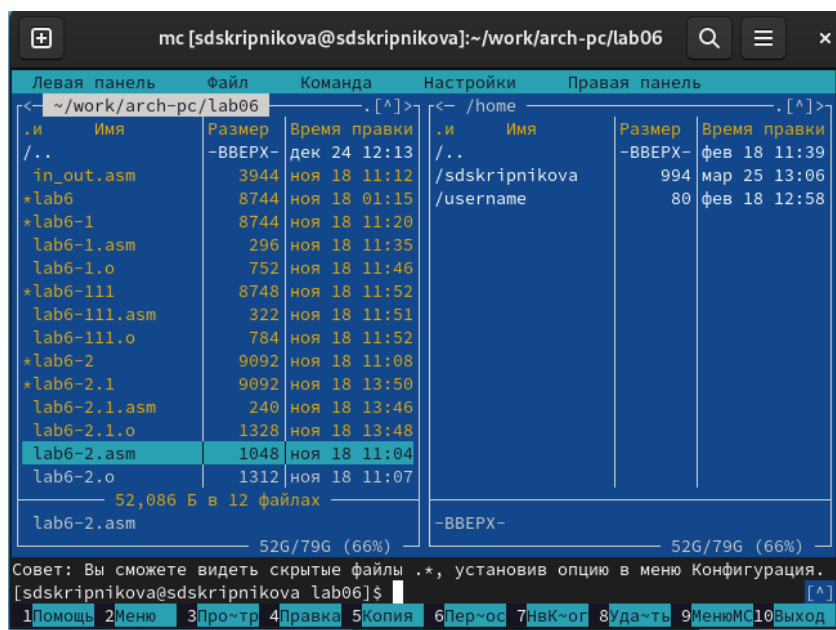 mc [sdskripnikova@sdskripnikova]:~/work/arch-pc/lab06
Левая панель Файл Команда Настройки Правая панель
<─ ~/work/arch-pc/lab06 ─.[^]>
.и Имя Размер Время правки
/.. -ВВЕРХ- дек 24 12:13
in_out.asm 3944 ноя 18 11:12
*lab6 8744 ноя 18 01:15
*lab6-1 8744 ноя 18 11:20
lab6-1.asm 296 ноя 18 11:35
lab6-1.o 752 ноя 18 11:46
*lab6-111 8748 ноя 18 11:52
lab6-111.asm 322 ноя 18 11:51
lab6-111.o 784 ноя 18 11:52
*lab6-2 9092 ноя 18 11:08
*lab6-2.1 9092 ноя 18 13:50
lab6-2.1.asm 240 ноя 18 13:46
lab6-2.1.o 1328 ноя 18 13:48
lab6-2.asm 1048 ноя 18 11:04
lab6-2.o 1312 ноя 18 11:07
52,086 Б в 12 файлах
lab6-2.asm
52G/79G (66%)
<─ /home ─.[^]>
.и Имя Размер Время правки
/.. -ВВЕРХ- фев 18 11:39
/sdskripnikova 994 мар 25 13:06
/username 80 фев 18 12:58
-ВВЕРХ-
52G/79G (66%)
Совет: Вы сможете видеть скрытые файлы .*, установив опцию в меню Конфигурация.
[sdskripnikova@sdskripnikova lab06]$ [^]
1Помощь 2Меню 3Про~тр 4Правка 5Копия 6Пер~ос 7НвК~ог 8Уда~ть 9МенюMC 10Выход